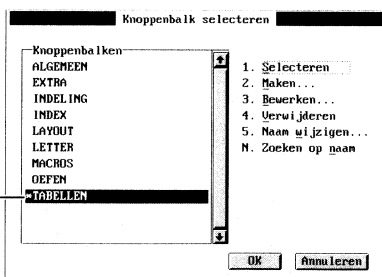 Knoppenbalk selecteren
Knoppenbalken
ALGEMEEN
EXTRA
INDELING
INDEX
LAYOUT
LETTER
MACROS
OEFEN
*TABELLEN
1. Selecteren
2. Maken...
3. Bewerken...
4. Verwijderen
5. Naam wijzigen...
N. Zoeken op naam
OK
Annuleren